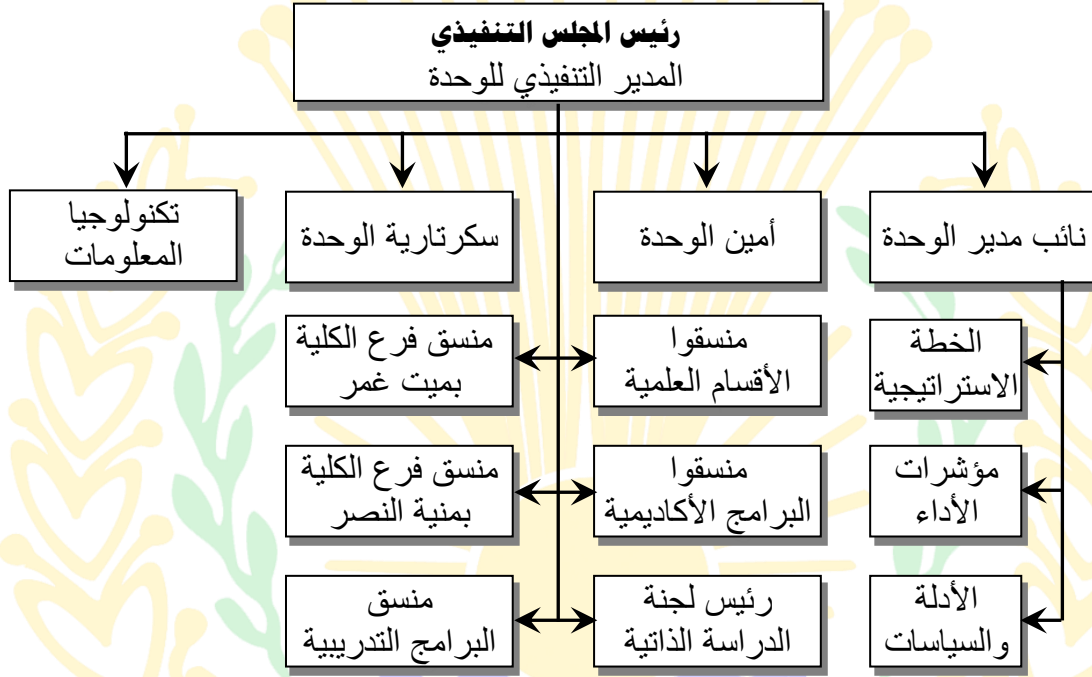 رئيس المجلس التنفيذي
المدير التنفيذي للوحدة
نائب مدير الوحدة
أمين الوحدة
سكرتارية الوحدة
تكنولوجيا
المعلومات
الخطة
الاستراتيجية
منسقوا
الأقسام العلمية
منسق فرع الكلية
بميت غمر
مؤشرات
الأداء
منسقوا
البرامج الأكاديمية
منسق فرع الكلية
بمنية النصر
الأدلة
والسياسات
رئيس لجنة
الدراسة الذاتية
منسق
البرامج التدريبية